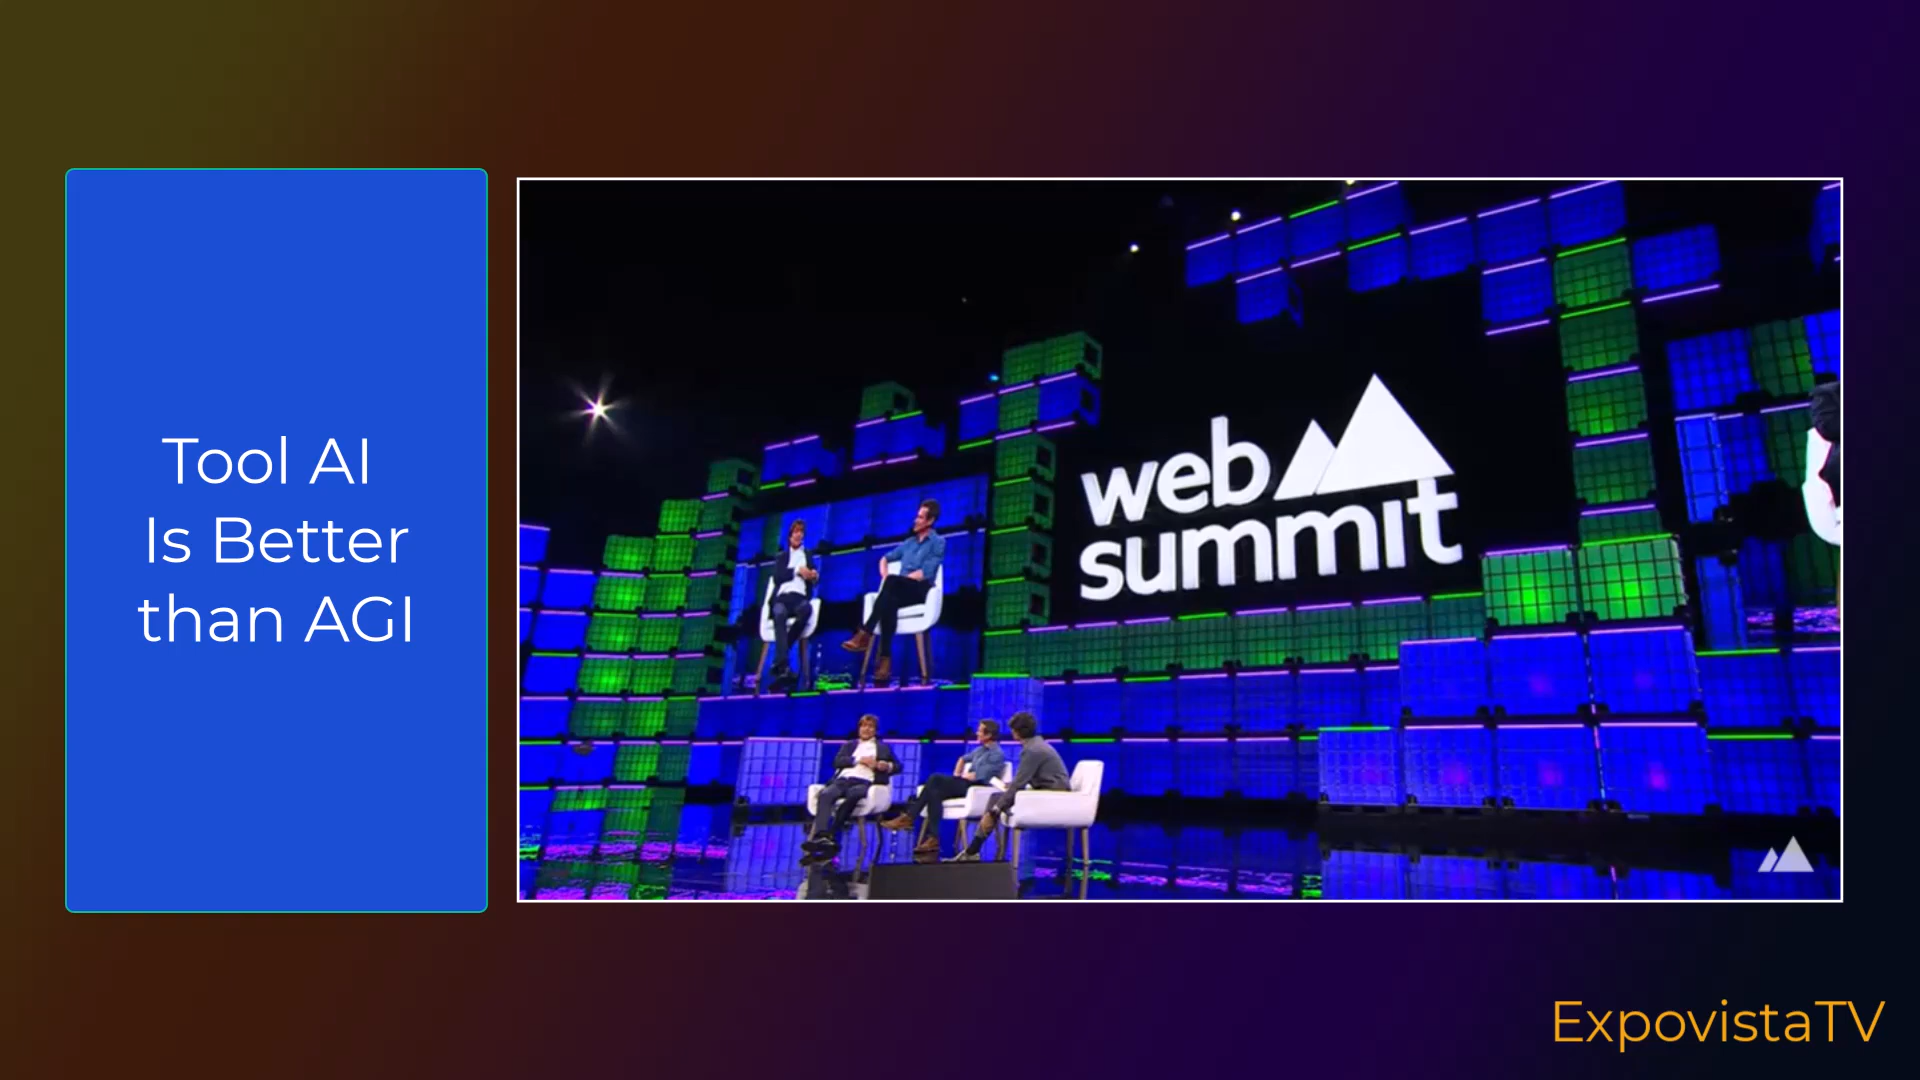 Tool AI
Is Better
than AGI
web
summit
ExpovistaTV